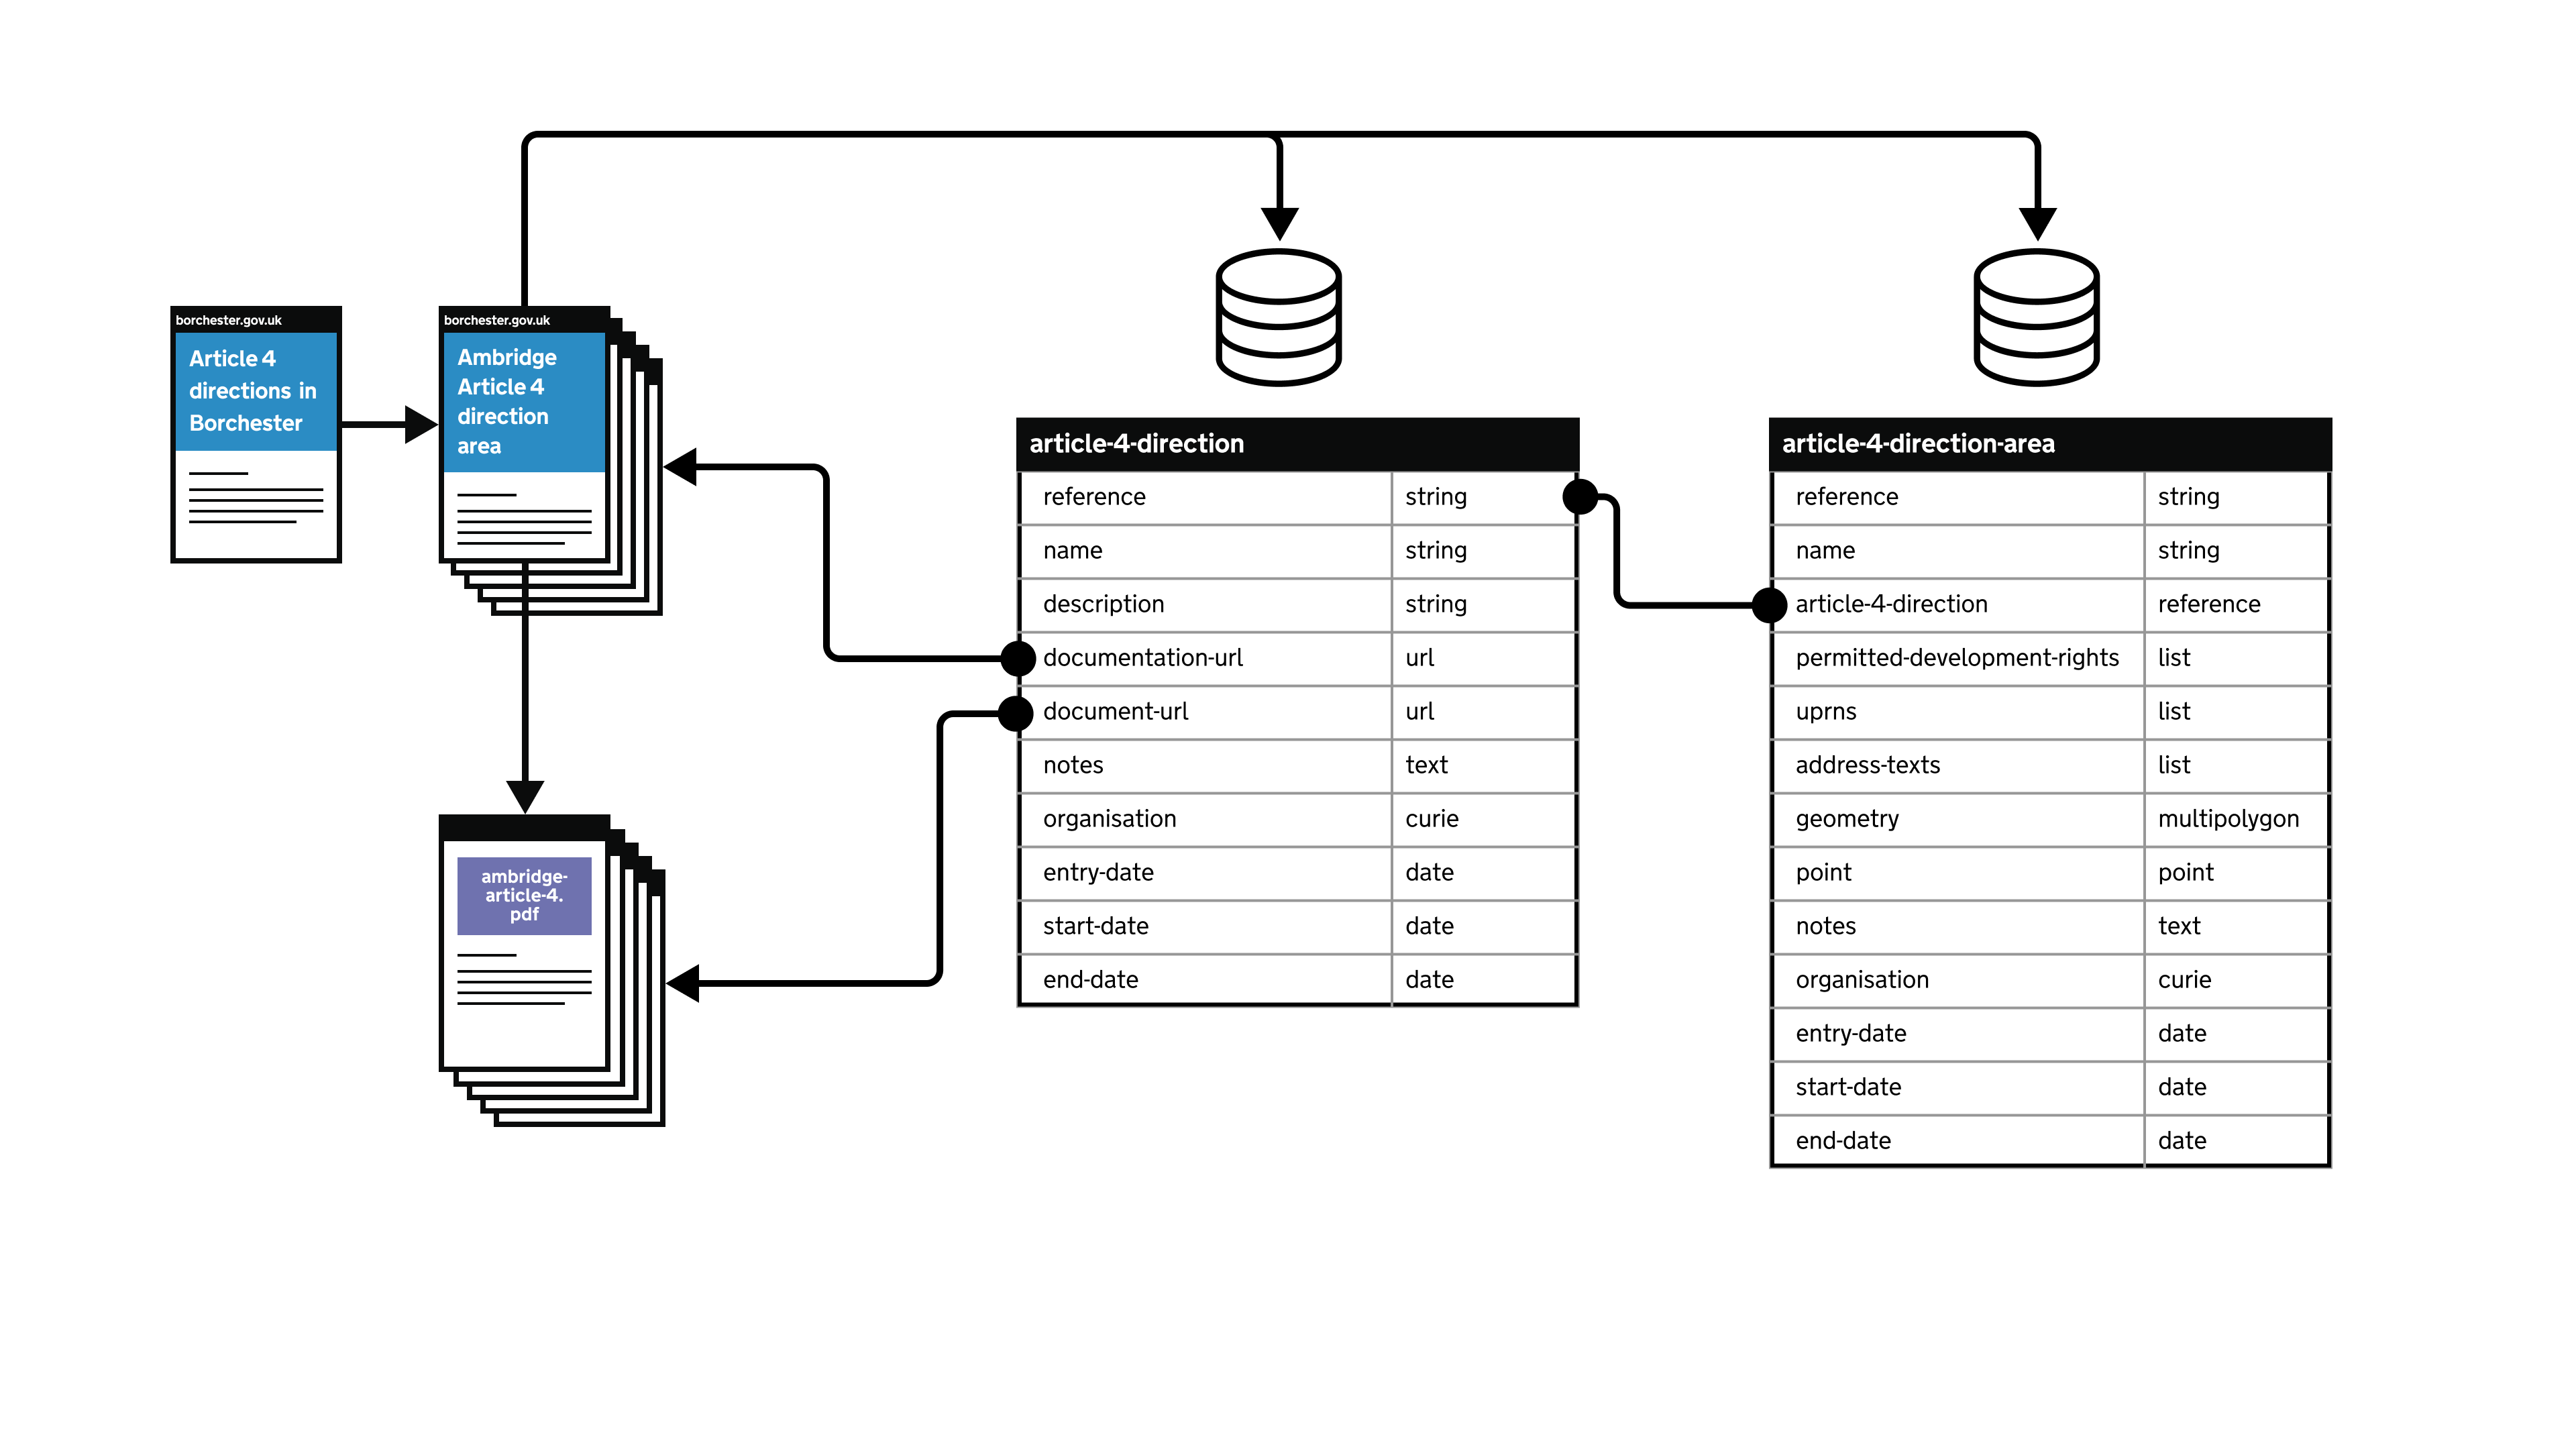 borchester.gov.uk
Article 4
directions in
Borchester
borchester.gov.uk
Ambridge
Article 4
direction
area
ambridge-
article-4.
pdf
article-4-direction
reference string
name string
description string
documentation-url url
document-url url
notes text
organisation curie
entry-date date
start-date date
end-date date
article-4-direction-area
reference string
name string
article-4-direction reference
permitted-development-rights list
uprns list
address-texts list
geometry multipolygon
point point
notes text
organisation curie
entry-date date
start-date date
end-date date